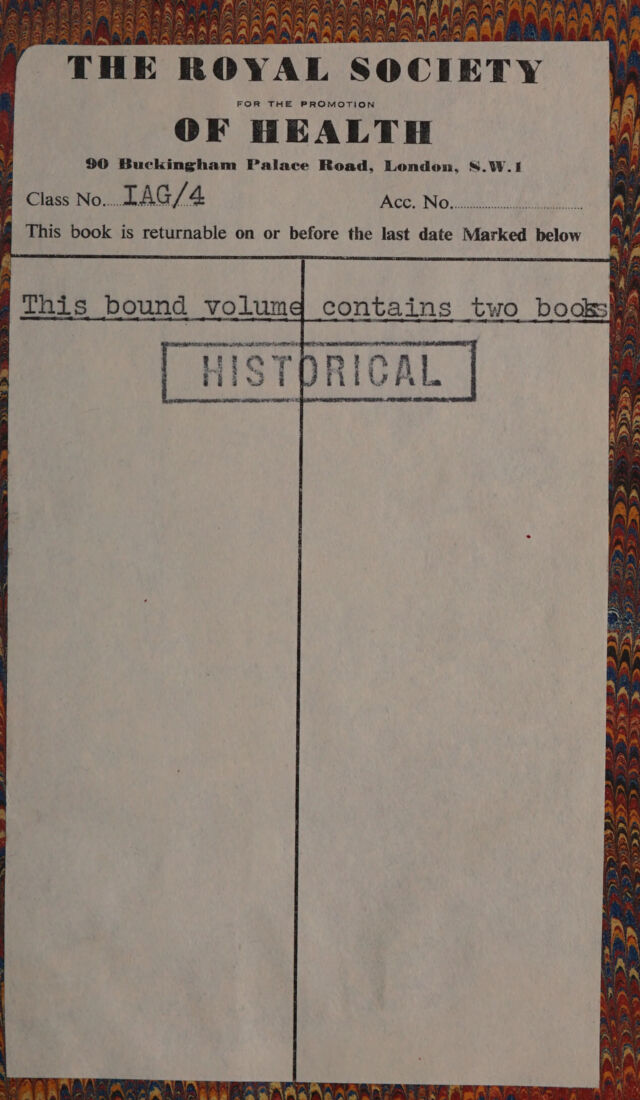 THE ROYAL SOCIETY
FOR THE PROMOTION
OF HEALTH
90 Buckingham Palace Road, London, S.W.1
Class No.....IAG/4 Acc. No.............................
This book is returnable on or before the last date Marked below
This bound volume contains two books
HISTORICAL